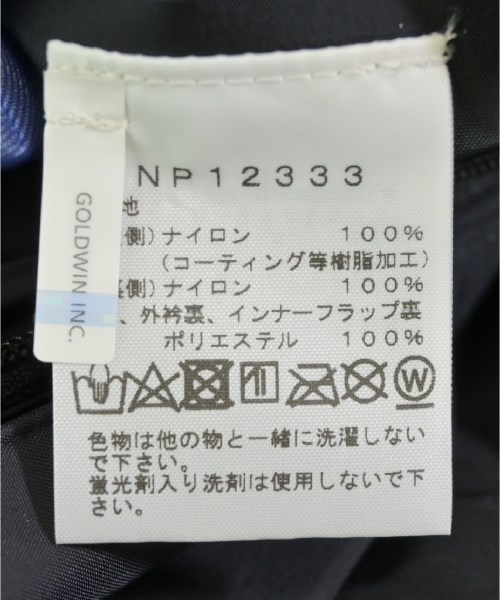 NP12333
地
側)ナイロン 100%
(コーティング等樹脂加工)
側)ナイロン 100%
、外衿裏、インナーフラップ裏
ポリエステル 100%
W
色物は他の物と一緒に洗濯しない
で下さい。
蛍光剤入り洗剤は使用しないで下
さい。
GOLDWIN INC.